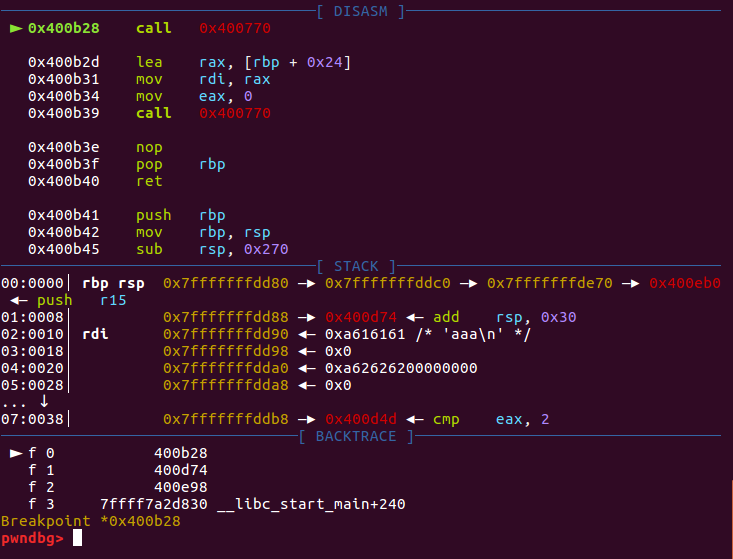 [ DISASM ]
► 0x400b28 call 0x400770
0x400b2d lea rax, [rbp + 0x24]
0x400b31 mov rdi, rax
0x400b34 mov eax, 0
0x400b39 call 0x400770
0x400b3e nop
0x400b3f pop rbp
0x400b40 ret
0x400b41 push rbp
0x400b42 mov rbp, rsp
0x400b45 sub rsp, 0x270
[ STACK ]
00:0000│ rbp rsp 0x7fffffffdd80 —► 0x7fffffffddc0 —► 0x7fffffffde70 —► 0x400eb0
◄— push r15
01:0008│ 0x7fffffffdd88 —► 0x400d74 ◄— add rsp, 0x30
02:0010│ rdi 0x7fffffffdd90 ◄— 0xa616161 /* 'aaa\n' */
03:0018│ 0x7fffffffdd98 ◄— 0x0
04:0020│ 0x7fffffffdda0 ◄— 0xa62626200000000
05:0028│ 0x7fffffffdda8 ◄— 0x0
... ↓
07:0038│ 0x7fffffffddb8 —► 0x400d4d ◄— cmp eax, 2
[ BACKTRACE ]
► f 0 400b28
f 1 400d74
f 2 400e98
f 3 7ffff7a2d830 __libc_start_main+240
Breakpoint *0x400b28
pwndbg>